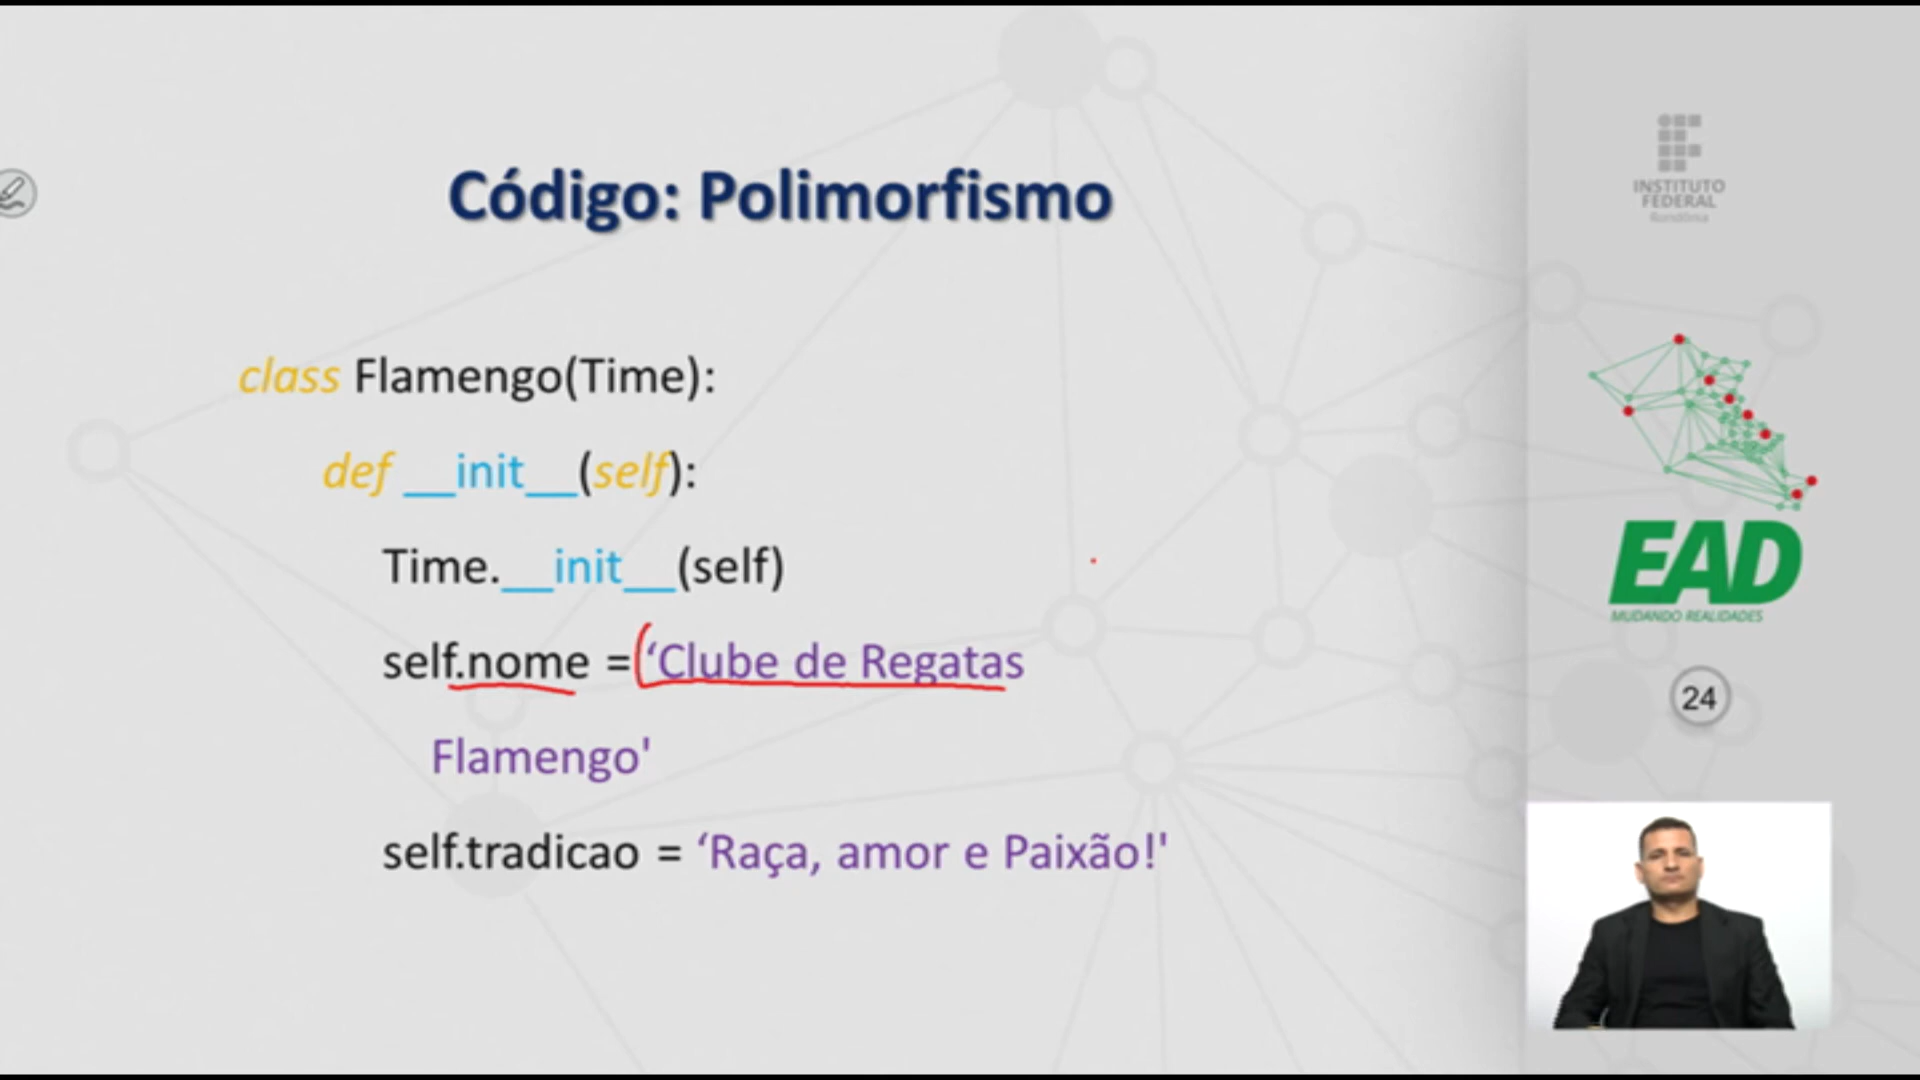 Código: Polimorfismo
class Flamengo(Time):
def __init__(self):
Time.__init__(self)
self.nome = ‘Clube de Regatas
Flamengo'
self.tradicao = ‘Raça, amor e Paixão!'
INSTITUTO
FEDERAL
Rondônia
EAD
MUDANDO REALIDADES
24